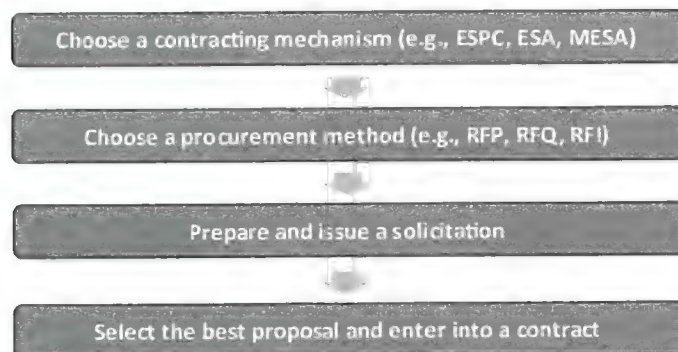 Choose a contracting mechanism (e.g., ESPC, ESA, MESA)
Choose a procurement method (e.g., RFP, RFQ, RFI)
Prepare and issue a solicitation
Select the best proposal and enter into a contract